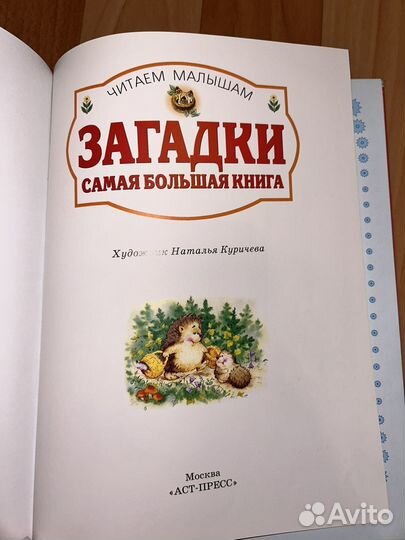 ЧИТАЕМ МАЛЫШАМ
ЗАГАДКИ
САМАЯ БОЛЬШАЯ КНИГА
Художник Наталья Куричева
Москва
«АСТ-ПРЕСС»
Avito